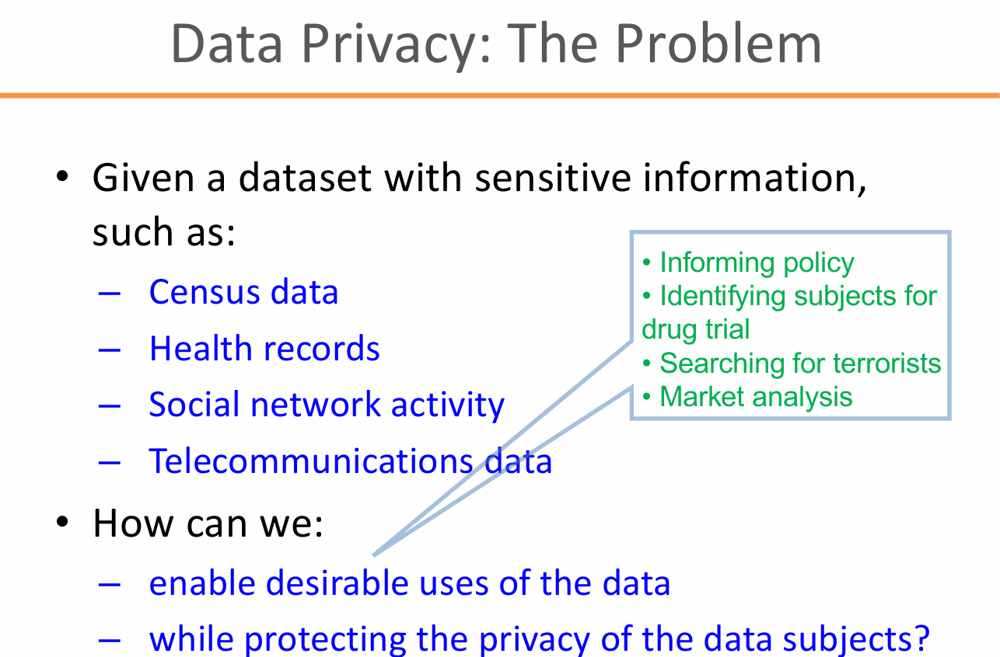 Data Privacy: The Problem
• Given a dataset with sensitive information,
such as:
– Census data
– Health records
– Social network activity
– Telecommunications data
• Informing policy
• Identifying subjects for
drug trial
• Searching for terrorists
• Market analysis
• How can we:
– enable desirable uses of the data
– while protecting the privacy of the data subjects?